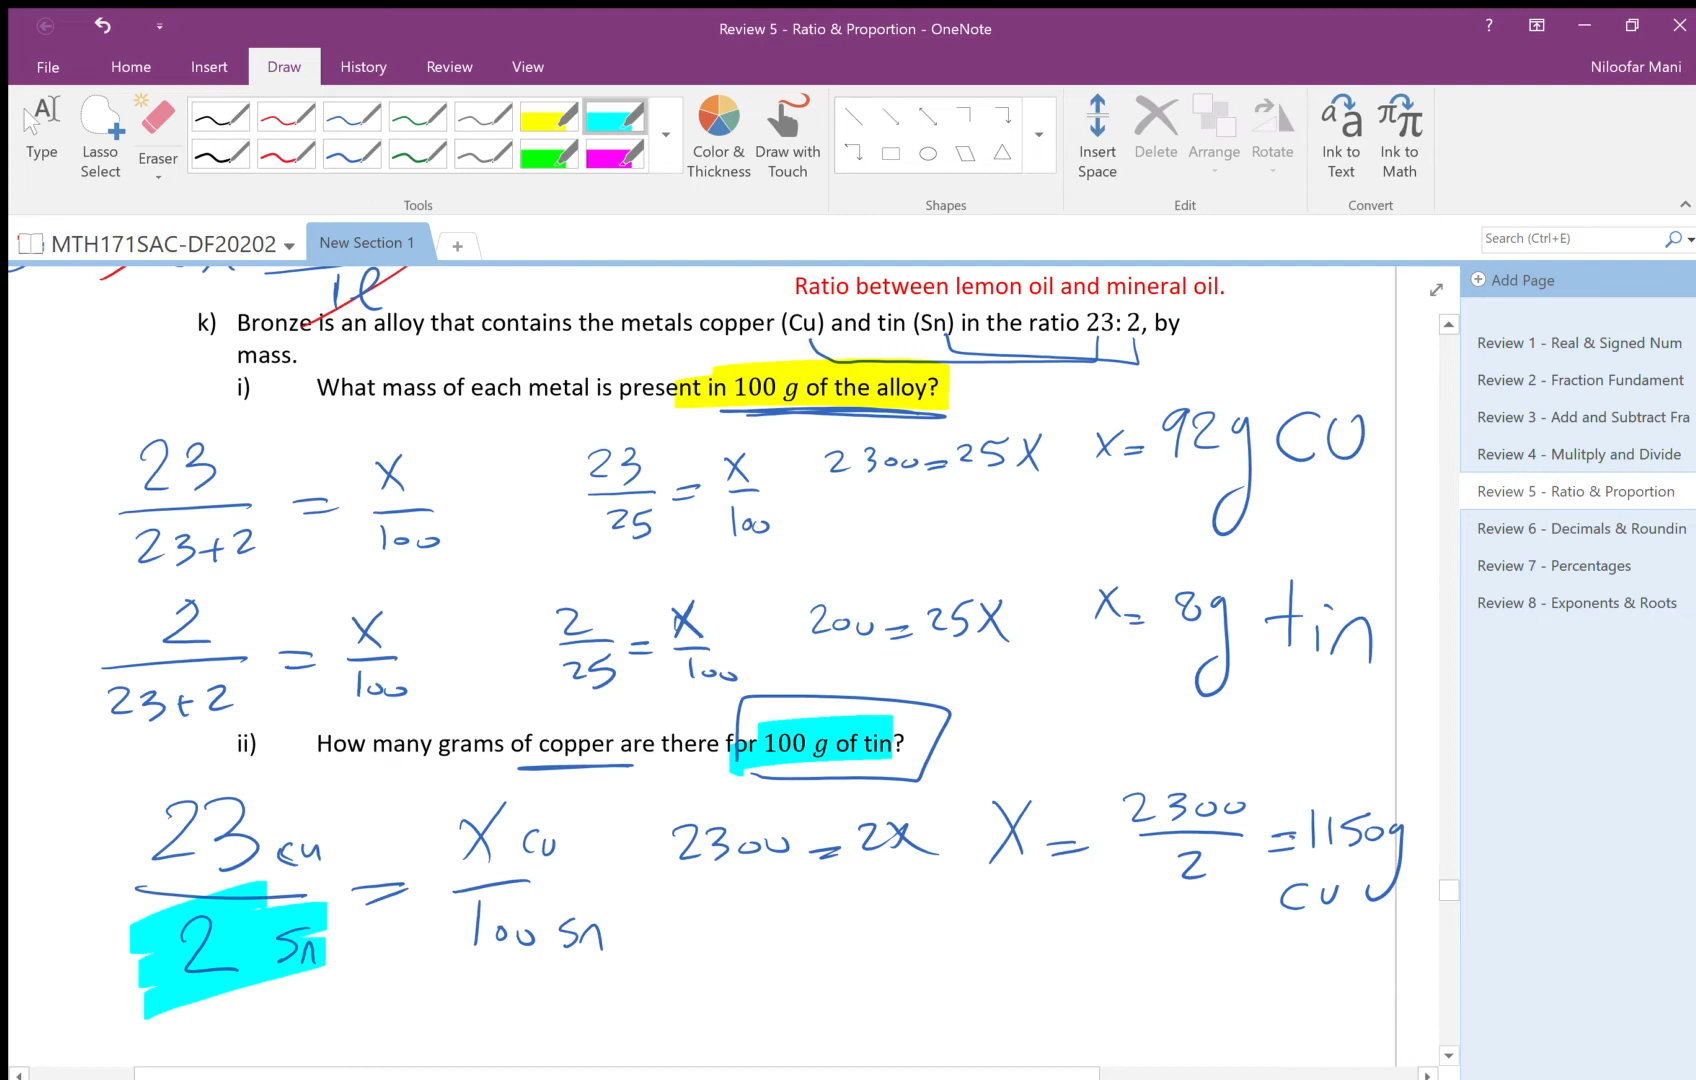 Review 5 - Ratio & Proportion - OneNote
?
File Home Insert Draw History Review View
Niloofar Mani
Type
Lasso Select
Eraser
Color & Thickness
Draw with Touch
Insert Space
Delete
Arrange
Rotate
Ink to Text
Ink to Math
Tools
Shapes
Edit
Convert
MTH171SAC-DF20202
New Section 1
+
Search (Ctrl+E)
Add Page
Review 1 - Real & Signed Num
Review 2 - Fraction Fundament
Review 3 - Add and Subtract Fra
Review 4 - Mulitply and Divide
Review 5 - Ratio & Proportion
Review 6 - Decimals & Roundin
Review 7 - Percentages
Review 8 - Exponents & Roots
Ratio between lemon oil and mineral oil.
k) Bronze is an alloy that contains the metals copper (Cu) and tin (Sn) in the ratio 23: 2, by
mass.
i) What mass of each metal is present in 100 g of the alloy?
23/(23+2) = x/100 23/25 = x/100 2300=25x x= 92g CU
2/(23+2) = x/100 2/25 = x/100 200=25x x= 8g tin
ii) How many grams of copper are there for 100 g of tin?
23 cu/2 Sn = x cu/100 Sn 2300=2x x= 2300/2 =1150g
CU